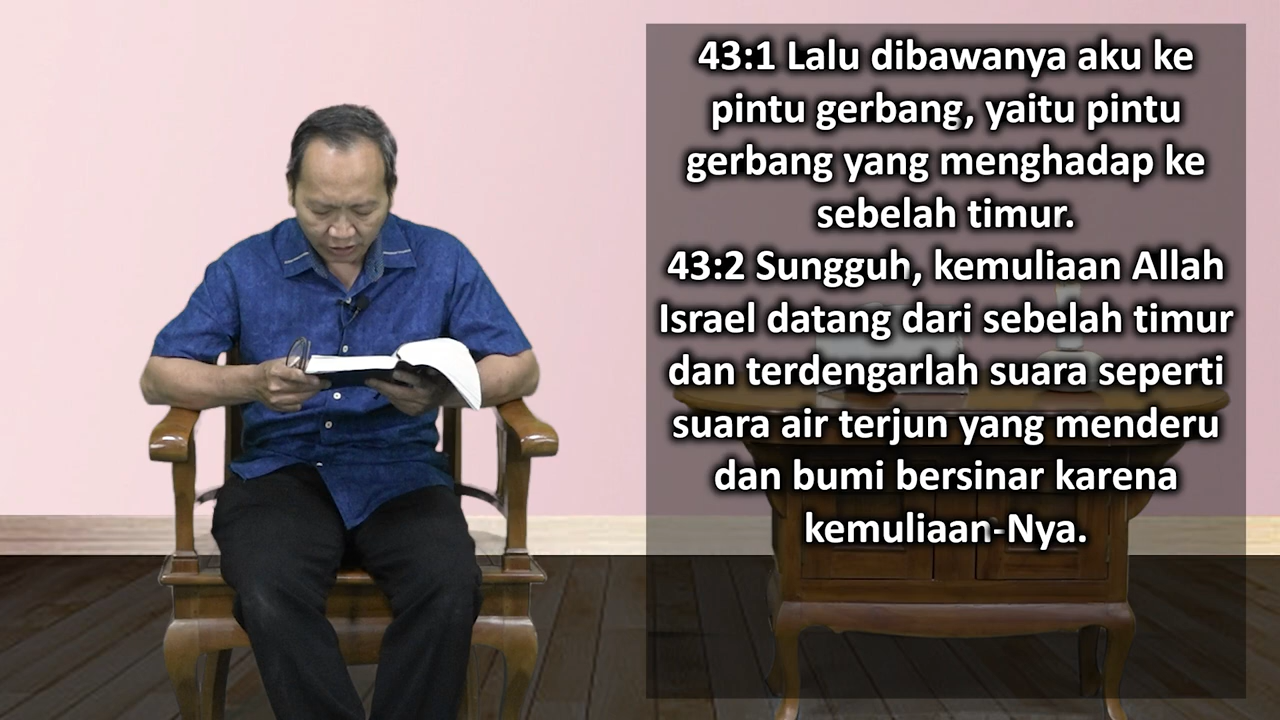 43:1 Lalu dibawanya aku ke
pintu gerbang, yaitu pintu
gerbang yang menghadap ke
sebelah timur.
43:2 Sungguh, kemuliaan Allah
Israel datang dari sebelah timur
dan terdengarlah suara seperti
suara air terjun yang menderu
dan bumi bersinar karena
kemuliaan-Nya.